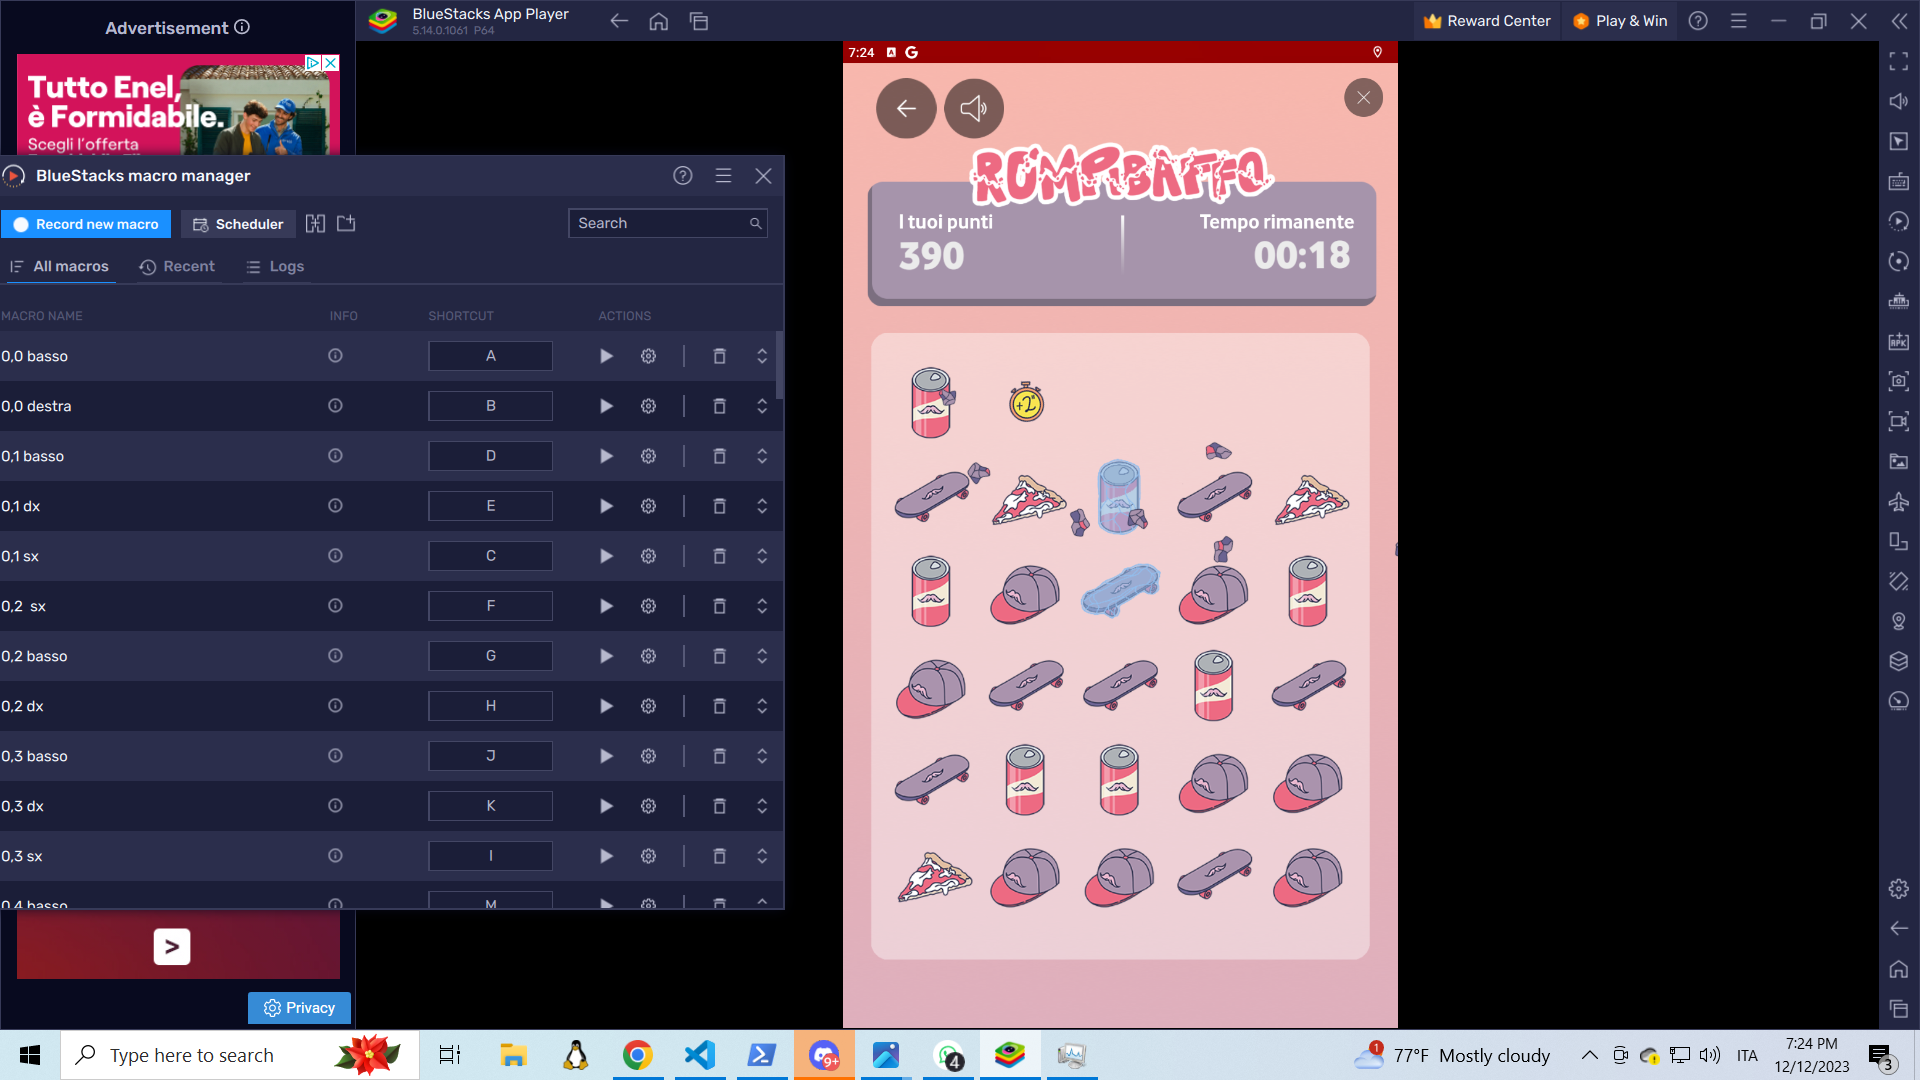 Advertisement
Tutto Enel,
è Formidabile.
Scegli l'offerta
BlueStacks App Player
5.14.0.1061 P64
Reward Center
Play & Win
BlueStacks macro manager
Record new macro
Scheduler
Search
All macros
Recent
Logs
MACRO NAME INFO SHORTCUT ACTIONS
0,0 basso A
0,0 destra B
0,1 basso D
0,1 dx E
0,1 sx C
0,2 sx F
0,2 basso G
0,2 dx H
0,3 basso J
0,3 dx K
0,3 sx I
0,4 basso M
Privacy
7:24
ROMPIBAFFO
I tuoi punti
390
Tempo rimanente
00:18
+2"
Type here to search
9+
4
1
77°F Mostly cloudy
ITA
7:24 PM
12/12/2023
3